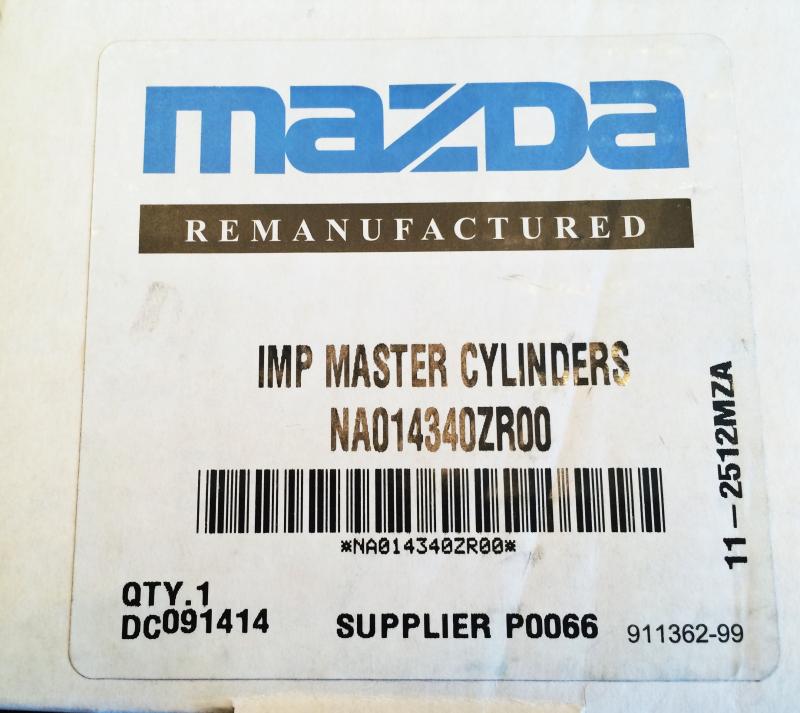 mazda
REMANUFACTURED
IMP MASTER CYLINDERS
NA014340ZR00
*NA014340ZR00*
11-2512MZA
QTY.1
DC091414
SUPPLIER P0066
911362-99